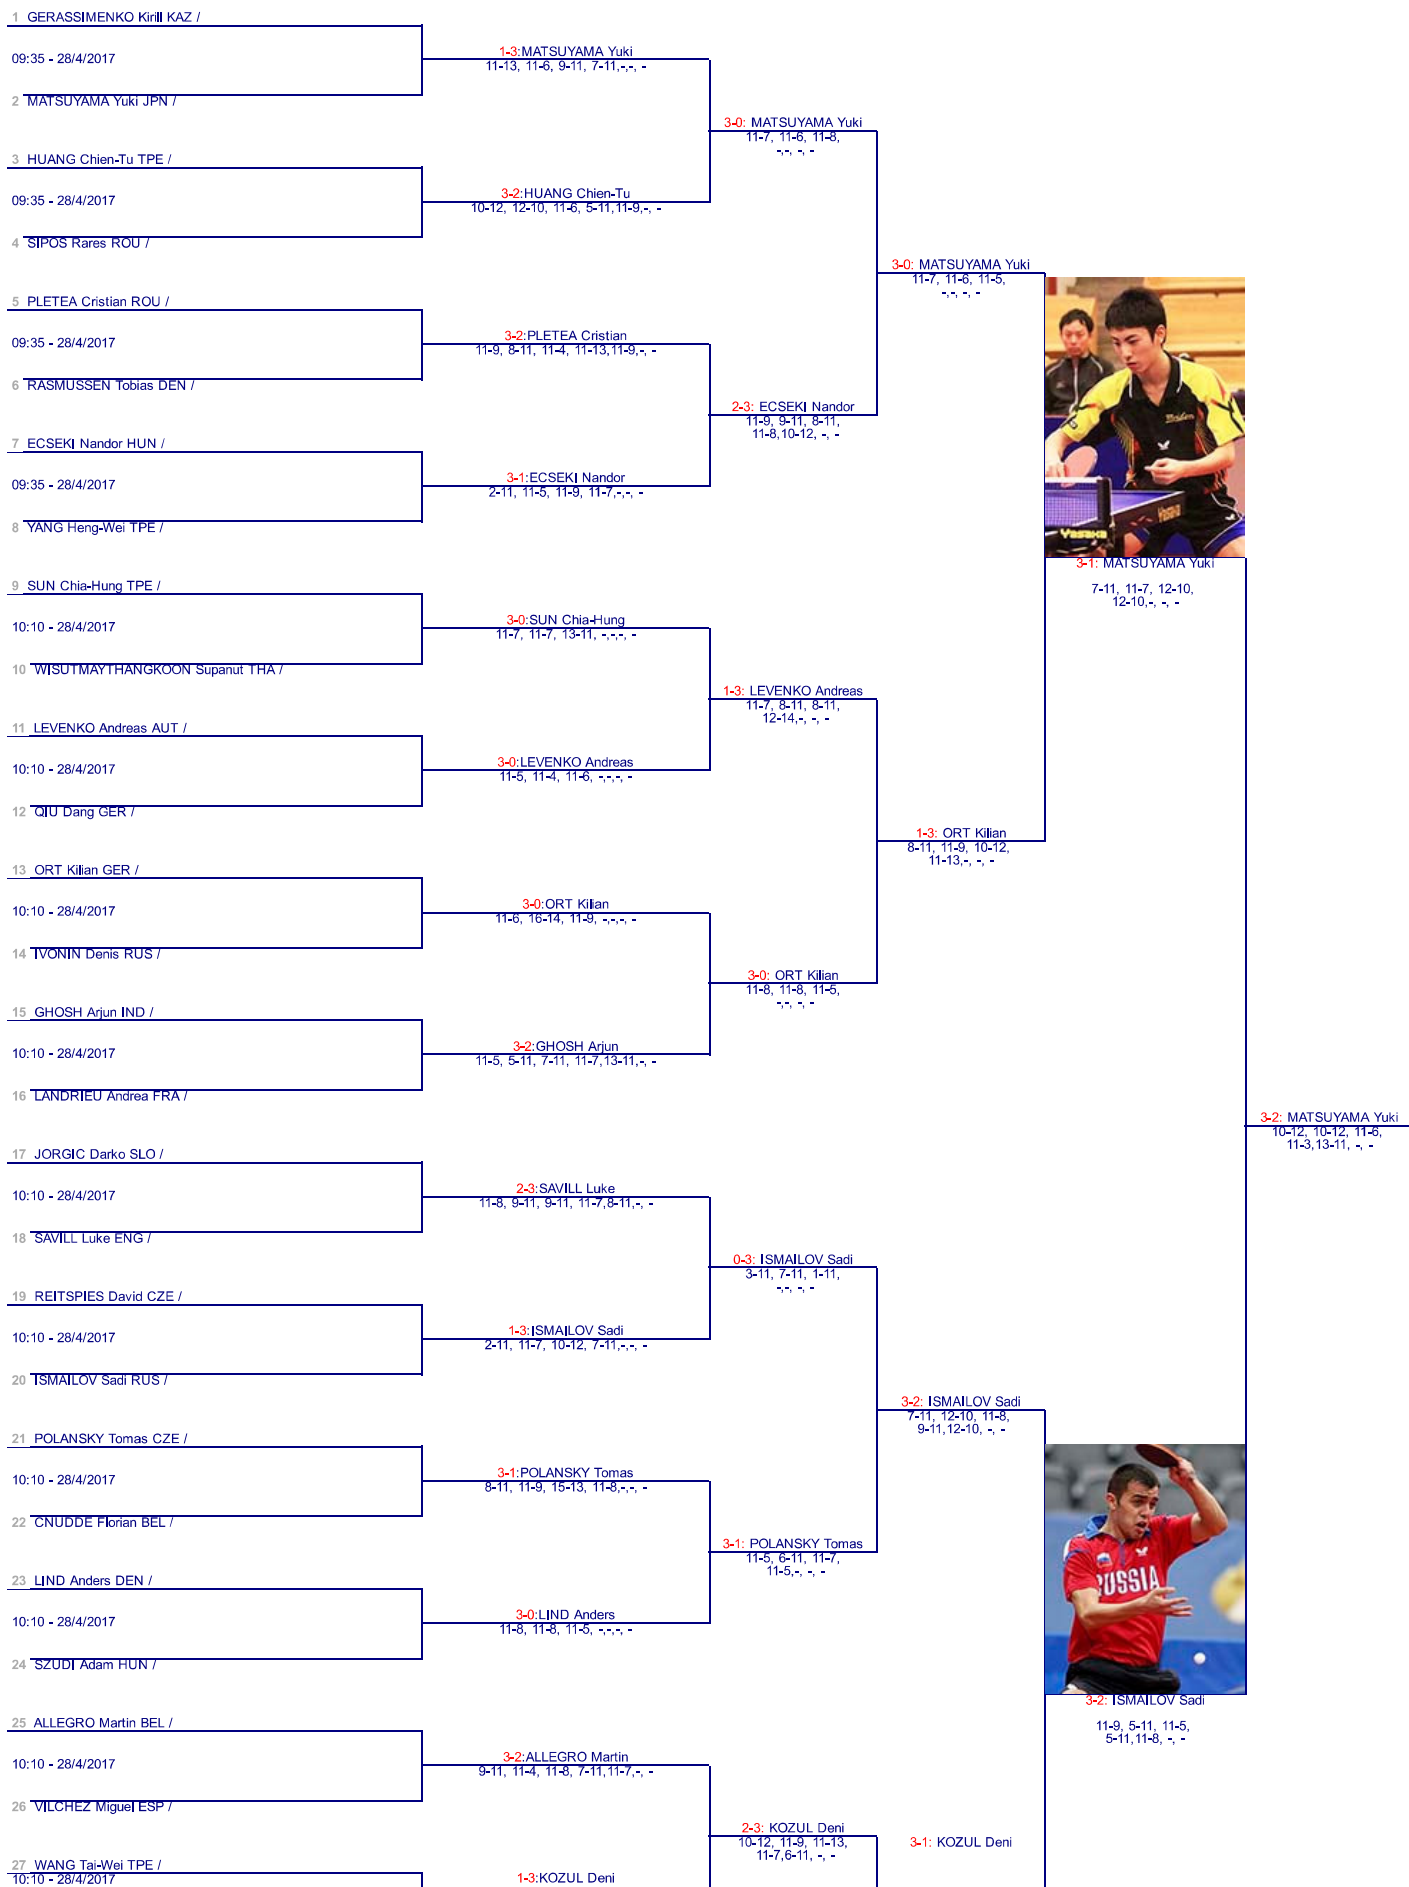 1 GERASSIMENKO Kirill KAZ /
09:35 - 28/4/2017
2 MATSUYAMA Yuki JPN /
1-3:MATSUYAMA Yuki
11-13, 11-6, 9-11, 7-11,-,-, -
3 HUANG Chien-Tu TPE /
09:35 - 28/4/2017
4 SIPOS Rares ROU /
3-2:HUANG Chien-Tu
10-12, 12-10, 11-6, 5-11,11-9,-, -
3-0: MATSUYAMA Yuki
11-7, 11-6, 11-8,
-,-, -, -
5 PLETEA Cristian ROU /
09:35 - 28/4/2017
6 RASMUSSEN Tobias DEN /
3-2:PLETEA Cristian
11-9, 8-11, 11-4, 11-13,11-9,-, -
7 ECSEKI Nandor HUN /
09:35 - 28/4/2017
8 YANG Heng-Wei TPE /
3-1:ECSEKI Nandor
2-11, 11-5, 11-9, 11-7,-,-, -
2-3: ECSEKI Nandor
11-9, 9-11, 8-11,
11-8,10-12, -, -
3-0: MATSUYAMA Yuki
11-7, 11-6, 11-5,
-,-, -, -
9 SUN Chia-Hung TPE /
10:10 - 28/4/2017
10 WISUTMAYTHANGKOON Supanut THA /
3-0:SUN Chia-Hung
11-7, 11-7, 13-11, -,-,-, -
11 LEVENKO Andreas AUT /
10:10 - 28/4/2017
12 QIU Dang GER /
3-0:LEVENKO Andreas
11-5, 11-4, 11-6, -,-,-, -
1-3: LEVENKO Andreas
11-7, 8-11, 8-11,
12-14,-, -, -
13 ORT Kilian GER /
10:10 - 28/4/2017
14 IVONIN Denis RUS /
3-0:ORT Kilian
11-6, 16-14, 11-9, -,-,-, -
15 GHOSH Arjun IND /
10:10 - 28/4/2017
16 LANDRIEU Andrea FRA /
3-2:GHOSH Arjun
11-5, 5-11, 7-11, 11-7,13-11,-, -
3-0: ORT Kilian
11-8, 11-8, 11-5,
-,-, -, -
1-3: ORT Kilian
8-11, 11-9, 10-12,
11-13,-, -, -
Yasaka
3-1: MATSUYAMA Yuki
7-11, 11-7, 12-10,
12-10,-, -, -
17 JORGIC Darko SLO /
10:10 - 28/4/2017
18 SAVILL Luke ENG /
2-3:SAVILL Luke
11-8, 9-11, 9-11, 11-7,8-11,-, -
19 REITSPIES David CZE /
10:10 - 28/4/2017
20 ISMAILOV Sadi RUS /
1-3:ISMAILOV Sadi
2-11, 11-7, 10-12, 7-11,-,-, -
0-3: ISMAILOV Sadi
3-11, 7-11, 1-11,
-,-, -, -
21 POLANSKY Tomas CZE /
10:10 - 28/4/2017
22 CNUDDE Florian BEL /
3-1:POLANSKY Tomas
8-11, 11-9, 15-13, 11-8,-,-, -
23 LIND Anders DEN /
10:10 - 28/4/2017
24 SZUDI Adam HUN /
3-0:LIND Anders
11-8, 11-8, 11-5, -,-,-, -
3-1: POLANSKY Tomas
11-5, 6-11, 11-7,
11-5,-, -, -
3-2: ISMAILOV Sadi
7-11, 12-10, 11-8,
9-11,12-10, -, -
RUSSIA
3-2: ISMAILOV Sadi
11-9, 5-11, 11-5,
5-11,11-8, -, -
3-2: MATSUYAMA Yuki
10-12, 10-12, 11-6,
11-3,13-11, -, -
25 ALLEGRO Martin BEL /
10:10 - 28/4/2017
26 VILCHEZ Miguel ESP /
3-2:ALLEGRO Martin
9-11, 11-4, 11-8, 7-11,11-7,-, -
27 WANG Tai-Wei TPE /
10:10 - 28/4/2017
1-3:KOZUL Deni
2-3: KOZUL Deni
10-12, 11-9, 11-13,
11-7,6-11, -, -
3-1: KOZUL Deni